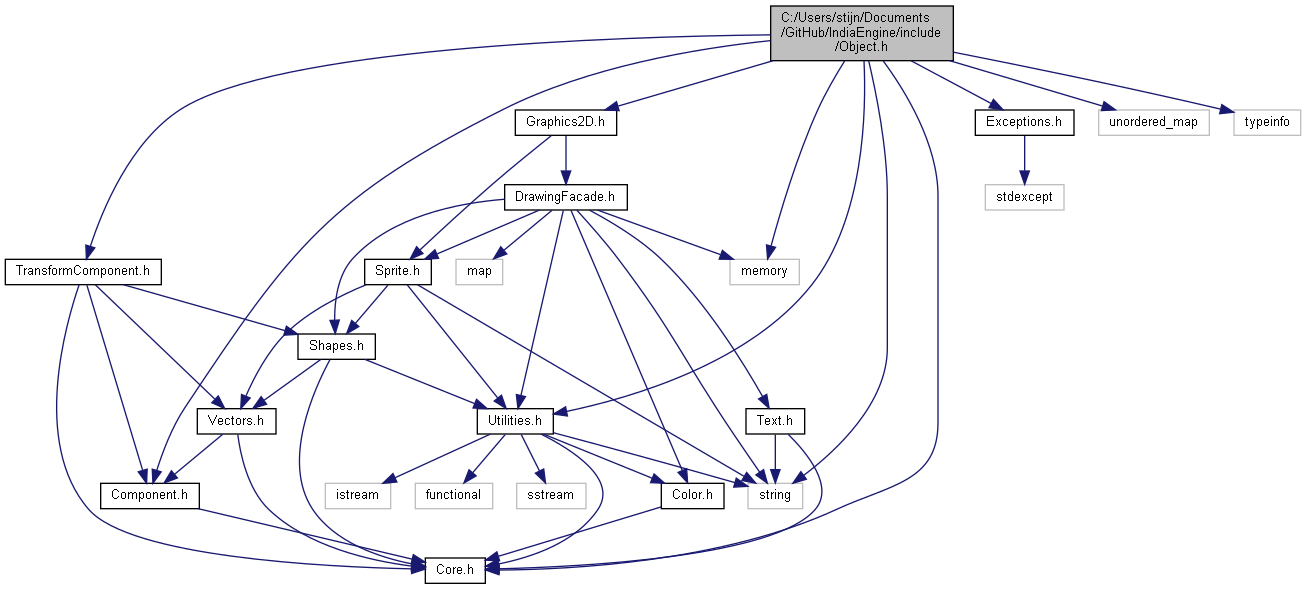 C:/Users/stijn/Documents
/GitHub/IndiaEngine/include
/Object.h
Graphics2D.h
Exceptions.h
unordered_map
typeinfo
DrawingFacade.h
stdexcept
TransformComponent.h
Sprite.h
map
memory
Shapes.h
Vectors.h
Utilities.h
Text.h
Component.h
istream
functional
sstream
Color.h
string
Core.h